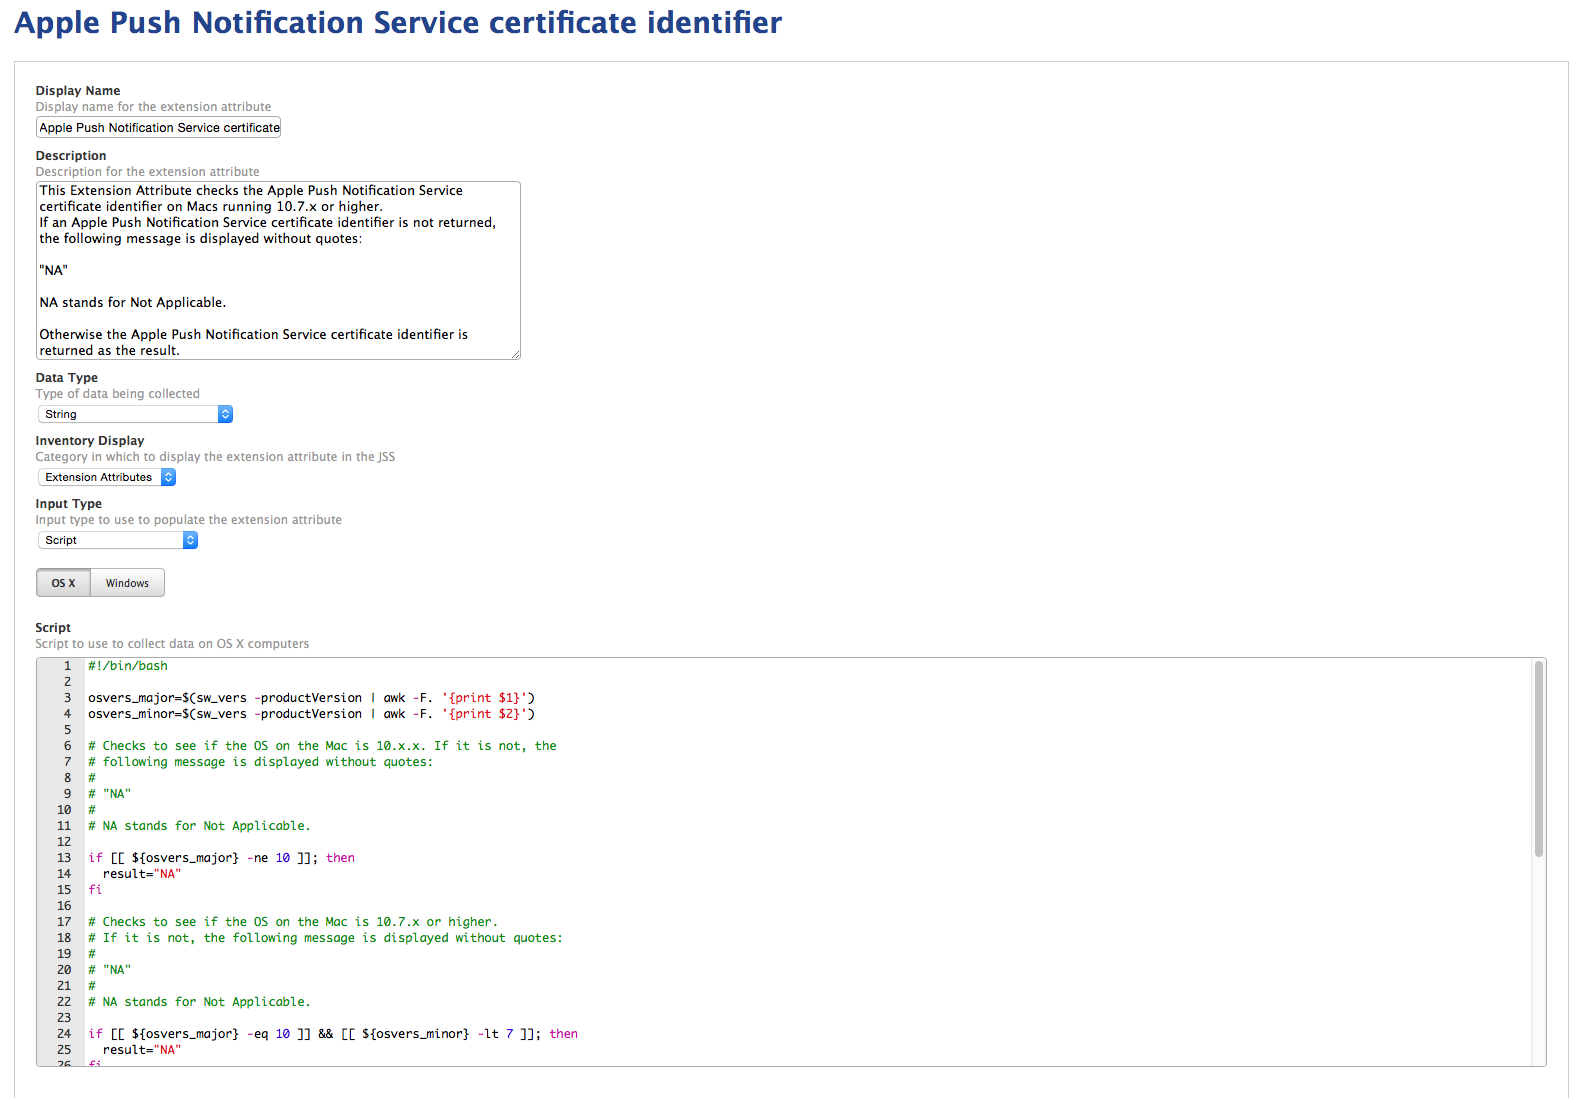 Apple Push Notification Service certificate identifier
Display Name
Display name for the extension attribute
Apple Push Notification Service certificate
Description
Description for the extension attribute
This Extension Attribute checks the Apple Push Notification Service
certificate identifier on Macs running 10.7.x or higher.
If an Apple Push Notification Service certificate identifier is not returned,
the following message is displayed without quotes:
"NA"
NA stands for Not Applicable.
Otherwise the Apple Push Notification Service certificate identifier is
returned as the result.
Data Type
Type of data being collected
String
Inventory Display
Category in which to display the extension attribute in the JSS
Extension Attributes
Input Type
Input type to use to populate the extension attribute
Script
OS X Windows
Script
Script to use to collect data on OS X computers
1 #!/bin/bash
2
3 osvers_major=$(sw_vers -productVersion | awk -F. '{print $1}')
4 osvers_minor=$(sw_vers -productVersion | awk -F. '{print $2}')
5
6 # Checks to see if the OS on the Mac is 10.x.x. If it is not, the
7 # following message is displayed without quotes:
8 #
9 # "NA"
10 #
11 # NA stands for Not Applicable.
12
13 if [[ ${osvers_major} -ne 10 ]]; then
14 result="NA"
15 fi
16
17 # Checks to see if the OS on the Mac is 10.7.x or higher.
18 # If it is not, the following message is displayed without quotes:
19 #
20 # "NA"
21 #
22 # NA stands for Not Applicable.
23
24 if [[ ${osvers_major} -eq 10 ]] && [[ ${osvers_minor} -lt 7 ]]; then
25 result="NA"
26 fi